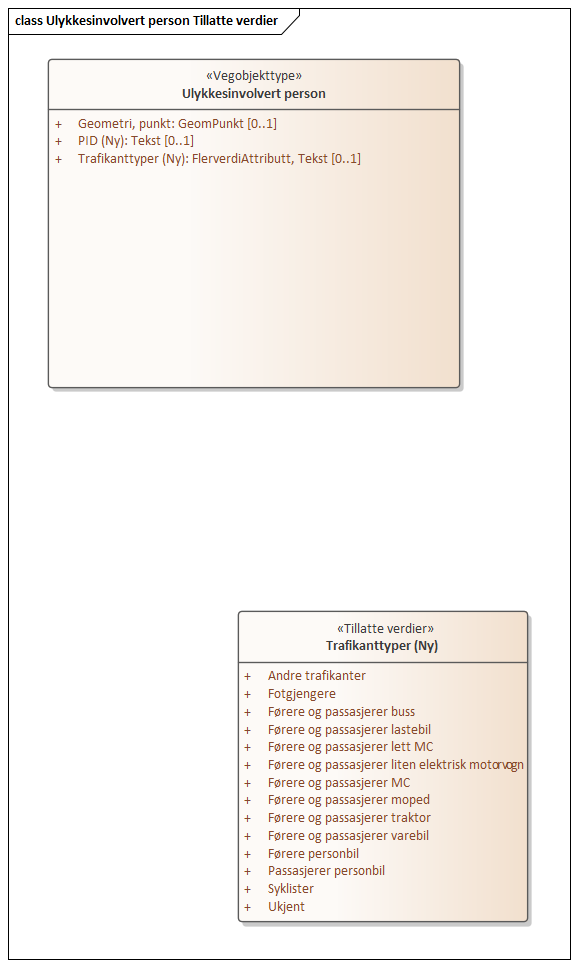 class Ulykkesinvolvert person Tillatte verdier
«Vegobjekttype»
Ulykkesinvolvert person
+ Geometri, punkt: GeomPunkt [0..1]
+ PID (Ny): Tekst [0..1]
+ Trafikanttyper (Ny): FlerverdiAttributt, Tekst [0..1]
«Tillatte verdier»
Trafikanttyper (Ny)
+ Andre trafikanter
+ Fotgjengere
+ Førere og passasjerer buss
+ Førere og passasjerer lastebil
+ Førere og passasjerer lett MC
+ Førere og passasjerer liten elektrisk motorvogn
+ Førere og passasjerer MC
+ Førere og passasjerer moped
+ Førere og passasjerer traktor
+ Førere og passasjerer varebil
+ Førere personbil
+ Passasjerer personbil
+ Syklister
+ Ukjent